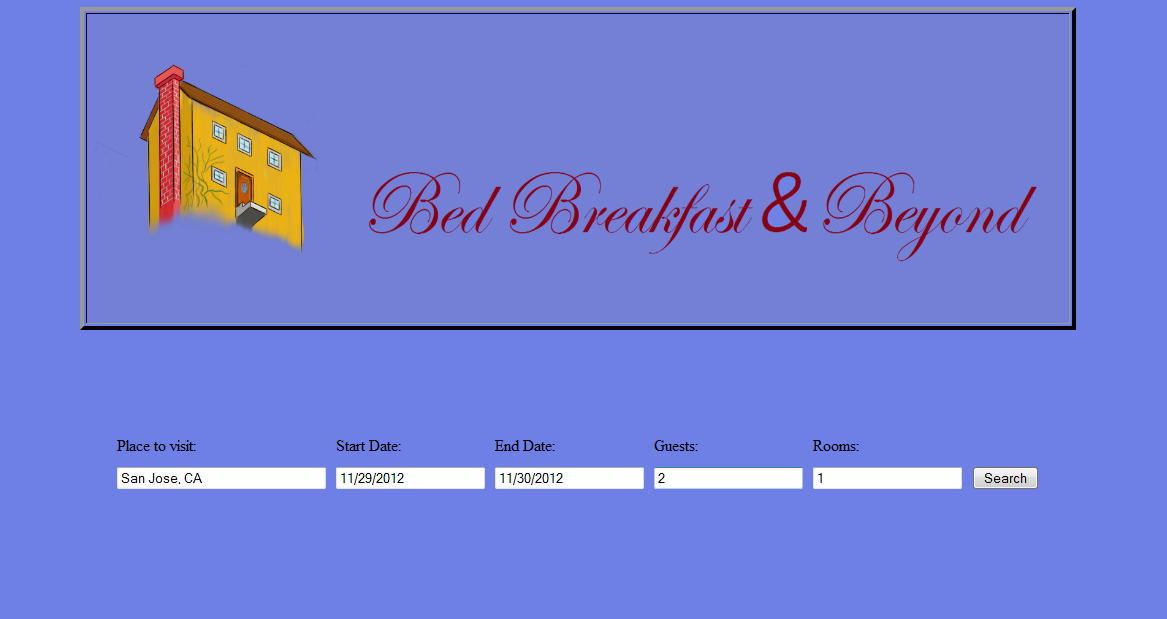 Bed Breakfast & Beyond
Place to visit: Start Date: End Date: Guests: Rooms:
San Jose, CA 11/29/2012 11/30/2012 2 1 Search